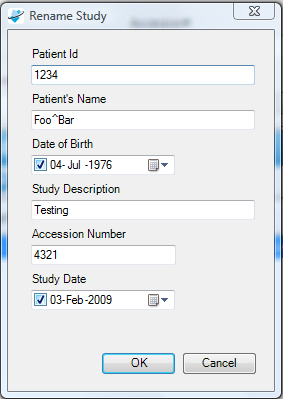 Rename Study
Patient Id
1234
Patient's Name
Foo^Bar
Date of Birth
04- Jul -1976
Study Description
Testing
Accession Number
4321
Study Date
03-Feb-2009
OK Cancel